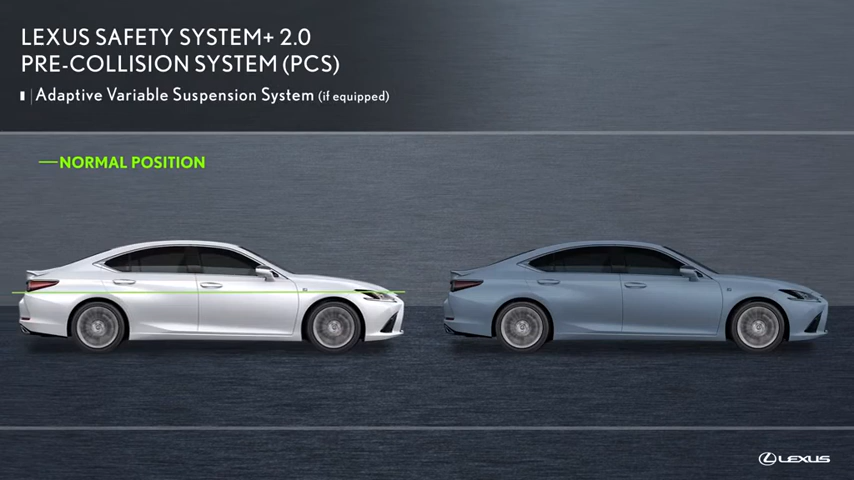 LEXUS SAFETY SYSTEM+ 2.0
PRE-COLLISION SYSTEM (PCS)
Adaptive Variable Suspension System (if equipped)
NORMAL POSITION
LEXUS